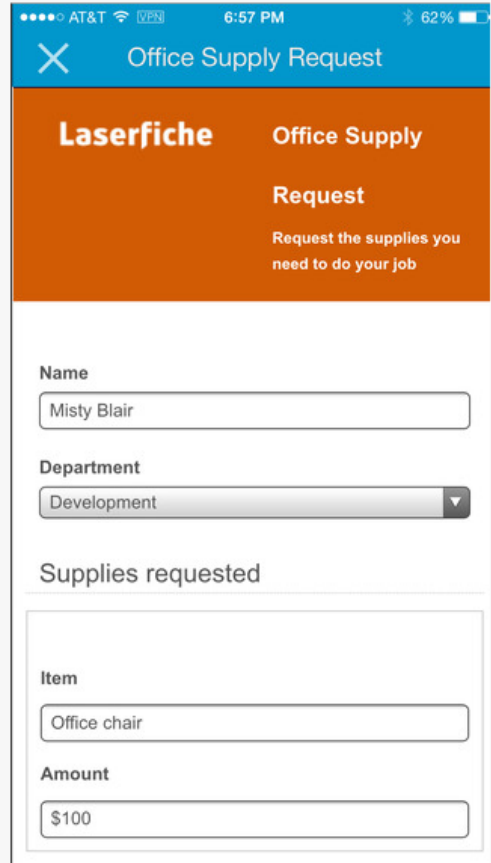 AT&T VPN 6:57 PM 62%
Office Supply Request
Laserfiche
Office Supply
Request
Request the supplies you
need to do your job
Name
Misty Blair
Department
Development
Supplies requested
Item
Office chair
Amount
$100